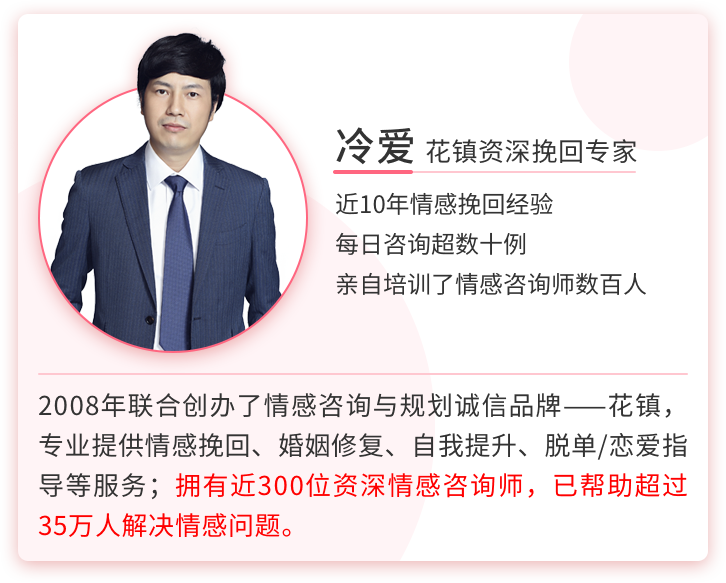 冷爱 花镇资深挽回专家
近10年情感挽回经验
每日咨询超数十例
亲自培训了情感咨询师数百人
2008年联合创办了情感咨询与规划诚信品牌——花镇，
专业提供情感挽回、婚姻修复、自我提升、脱单/恋爱指
导等服务；拥有近300位资深情感咨询师，已帮助超过
35万人解决情感问题。